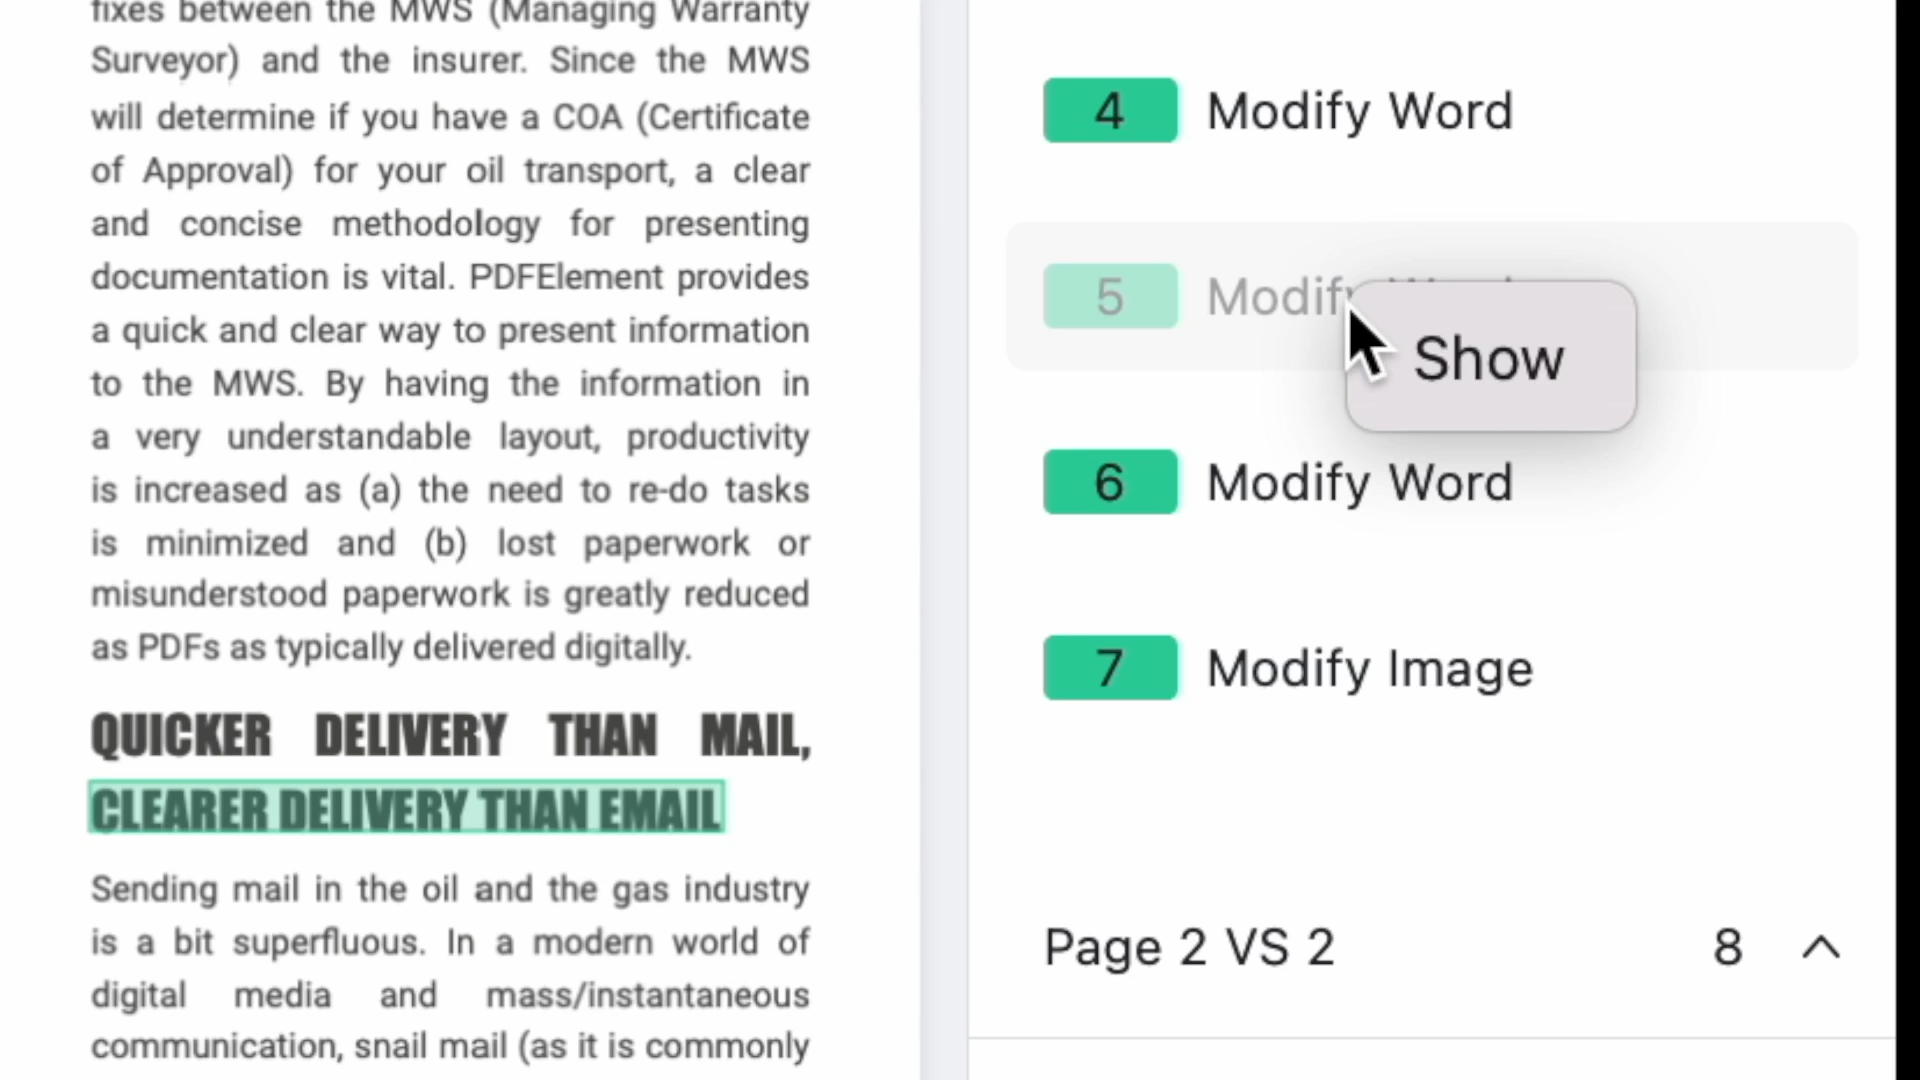 fixes between the MWS (Managing Warranty
Surveyor) and the insurer. Since the MWS
will determine if you have a COA (Certificate
of Approval) for your oil transport, a clear
and concise methodology for presenting
documentation is vital. PDFElement provides
a quick and clear way to present information
to the MWS. By having the information in
a very understandable layout, productivity
is increased as (a) the need to re-do tasks
is minimized and (b) lost paperwork or
misunderstood paperwork is greatly reduced
as PDFs as typically delivered digitally.
QUICKER DELIVERY THAN MAIL,
CLEARER DELIVERY THAN EMAIL
Sending mail in the oil and the gas industry
is a bit superfluous. In a modern world of
digital media and mass/instantaneous
communication, snail mail (as it is commonly
4 Modify Word
5 Modify
Show
6 Modify Word
7 Modify Image
Page 2 VS 2 8